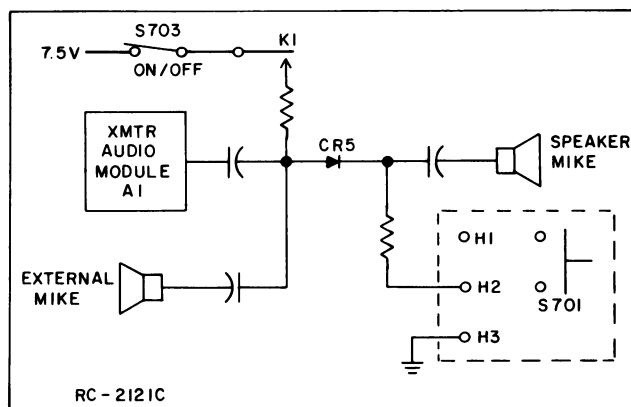 S703
K1
7.5V
ON/OFF
XMTR
AUDIO
MODULE
A1
CR5
SPEAKER
MIKE
EXTERNAL
MIKE
H1
H2
S701
H3
RC-2121C